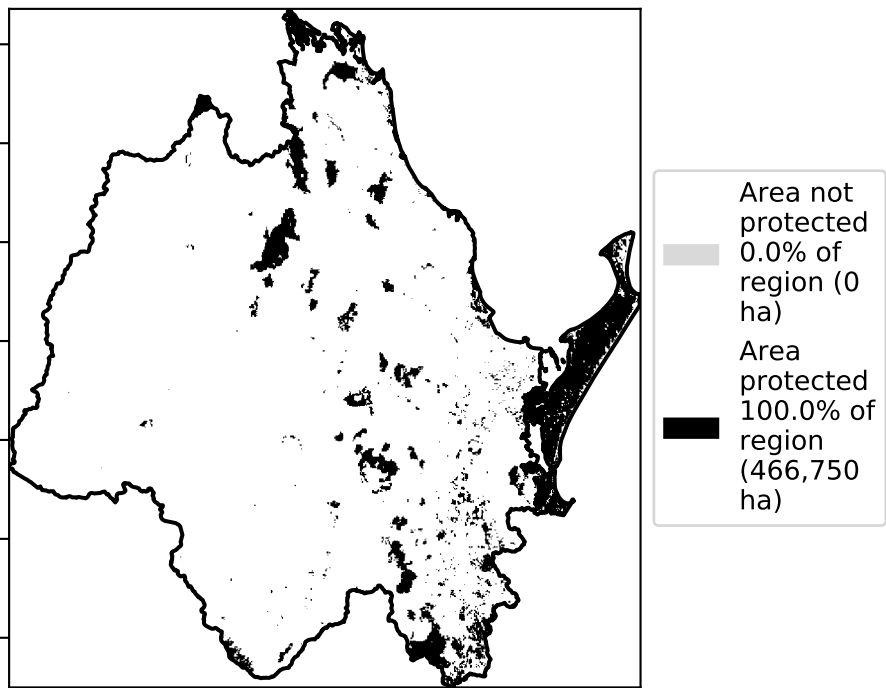 Area not
protected
0.0% of
region (0
ha)
Area
protected
100.0% of
region
(466,750
ha)